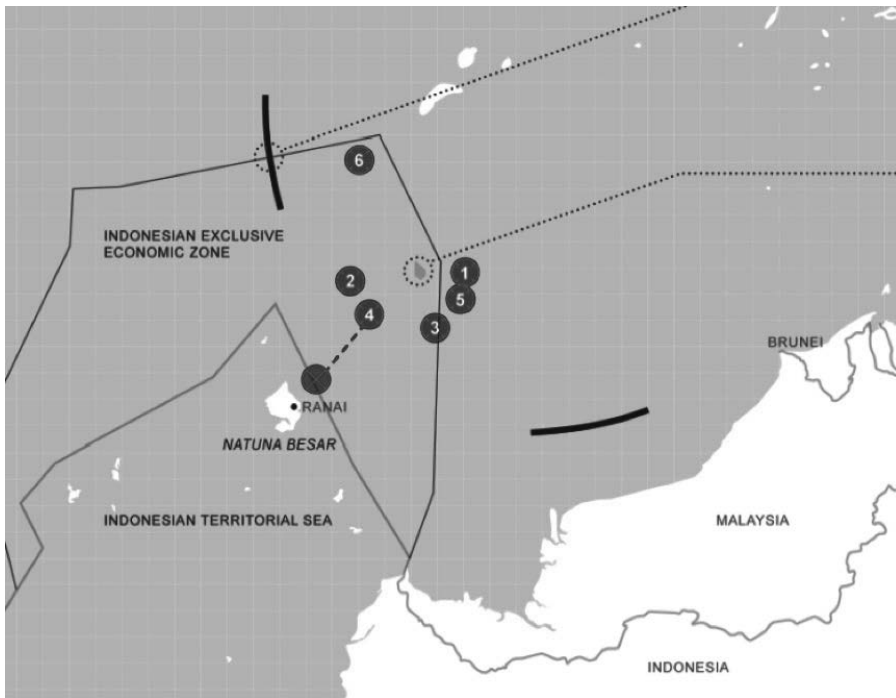 6
INDONESIAN EXCLUSIVE
ECONOMIC ZONE
1
2
5
4
3
BRUNEI
RANAI
NATUNA BESAR
INDONESIAN TERRITORIAL SEA
MALAYSIA
INDONESIA